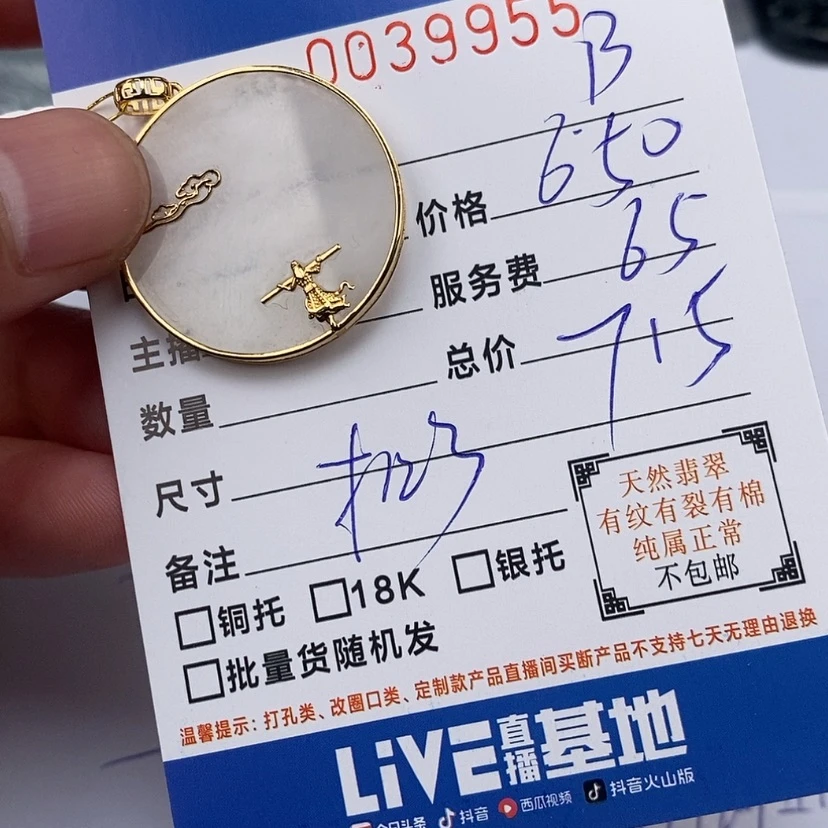 0039955
B
价格 650
服务费 65
主播
总价 715
数量
尺寸
备注
铜托 18K 银托
批量货随机发
天然翡翠
有纹有裂有棉
纯属正常
不包邮
温馨提示：打孔类、改圈口类、定制款产品直播间买断产品不支持七天无理由退换
LiVE直播基地
抖音 西瓜视频 抖音火山版